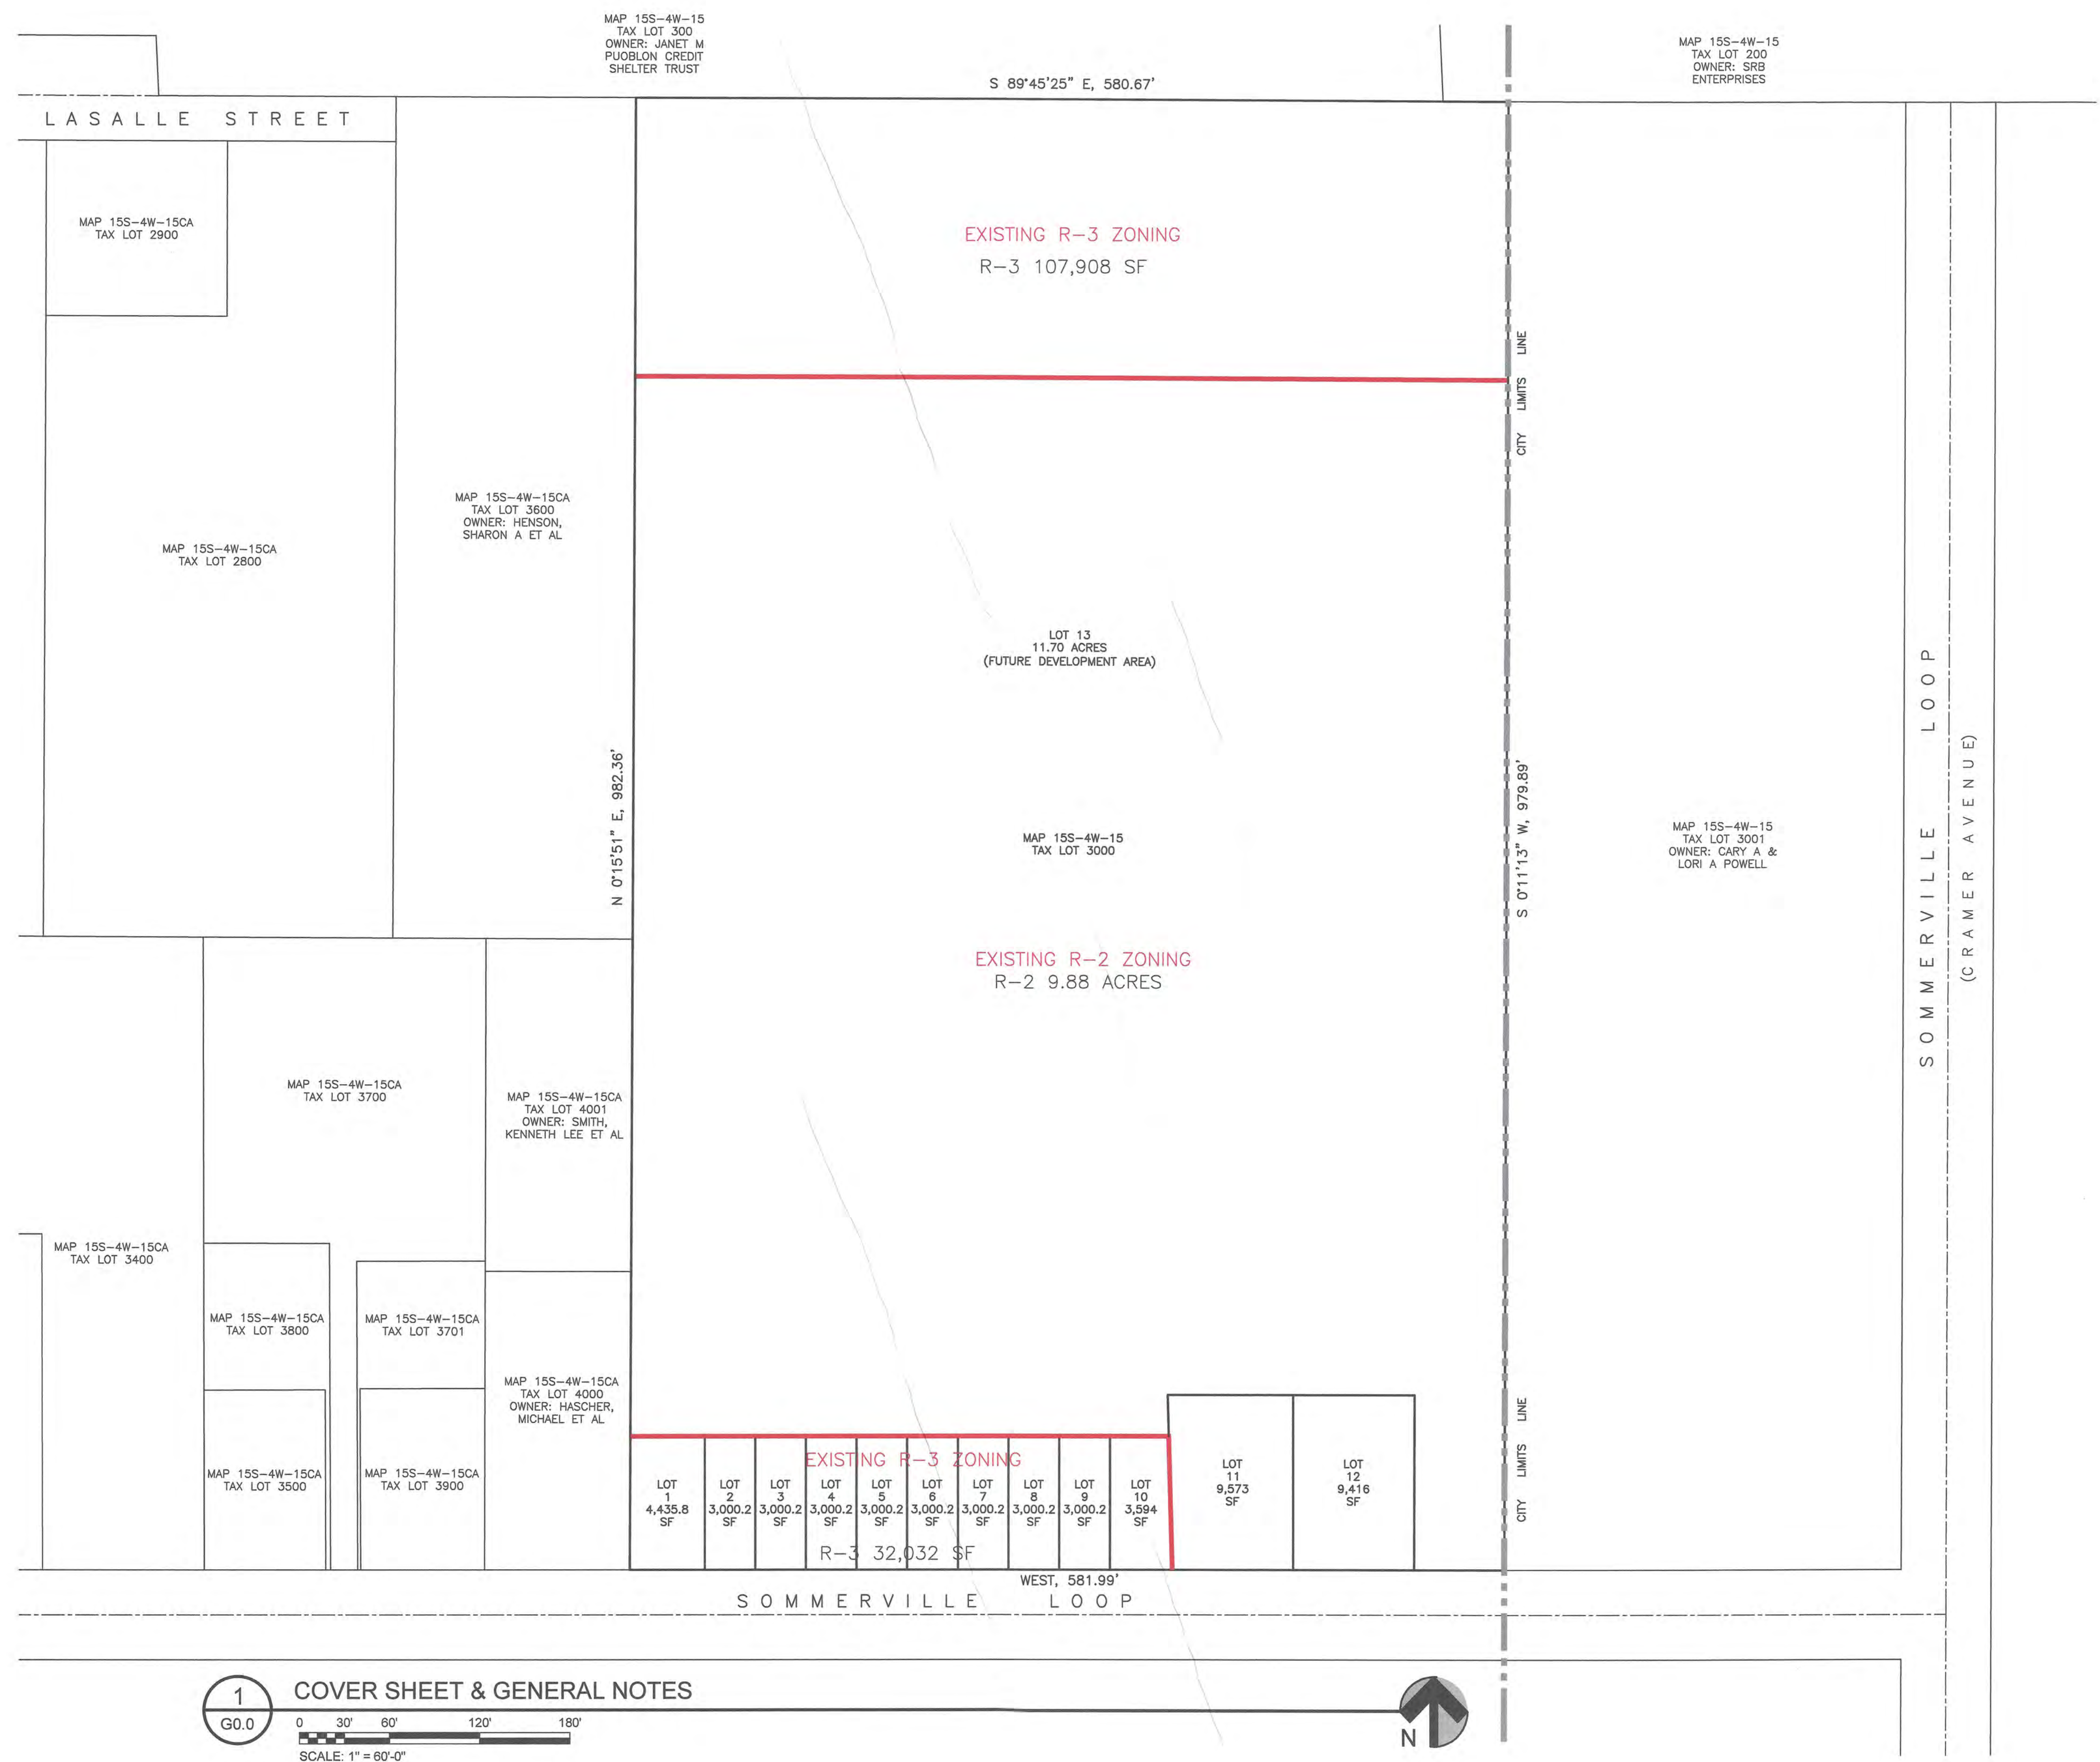 MAP 15S-4W-15
TAX LOT 300
OWNER: JANET M
PUOBLON CREDIT
SHELTER TRUST
S 89°45'25" E, 580.67'
MAP 15S-4W-15
TAX LOT 200
OWNER: SRB
ENTERPRISES
LASALLE STREET
MAP 15S-4W-15CA
TAX LOT 2900
EXISTING R-3 ZONING
R-3 107,908 SF
CITY LIMITS LINE
MAP 15S-4W-15CA
TAX LOT 3600
OWNER: HENSON,
SHARON A ET AL
MAP 15S-4W-15CA
TAX LOT 2800
LOT 13
11.70 ACRES
(FUTURE DEVELOPMENT AREA)
N 0°15'51" E, 982.36'
MAP 15S-4W-15
TAX LOT 3000
S 0°11'13" W, 979.89'
MAP 15S-4W-15
TAX LOT 3001
OWNER: CARY A &
LORI A POWELL
SOMMERVILLE LOOP
(CRAMER AVENUE)
EXISTING R-2 ZONING
R-2 9.88 ACRES
MAP 15S-4W-15CA
TAX LOT 3700
MAP 15S-4W-15CA
TAX LOT 4001
OWNER: SMITH,
KENNETH LEE ET AL
MAP 15S-4W-15CA
TAX LOT 3400
MAP 15S-4W-15CA
TAX LOT 3800
MAP 15S-4W-15CA
TAX LOT 3701
MAP 15S-4W-15CA
TAX LOT 4000
OWNER: HASCHER,
MICHAEL ET AL
MAP 15S-4W-15CA
TAX LOT 3500
MAP 15S-4W-15CA
TAX LOT 3900
EXISTING R-3 ZONING
LOT
1
4,435.8
SF
LOT
2
3,000.2
SF
LOT
3
3,000.2
SF
LOT
4
3,000.2
SF
LOT
5
3,000.2
SF
LOT
6
3,000.2
SF
LOT
7
3,000.2
SF
LOT
8
3,000.2
SF
LOT
9
3,000.2
SF
LOT
10
3,594
SF
LOT
11
9,573
SF
LOT
12
9,416
SF
CITY LIMITS LINE
R-3 32,032 SF
WEST, 581.99'
SOMMERVILLE LOOP
1
G0.0
COVER SHEET & GENERAL NOTES
0 30' 60' 120' 180'
SCALE: 1" = 60'-0"
N